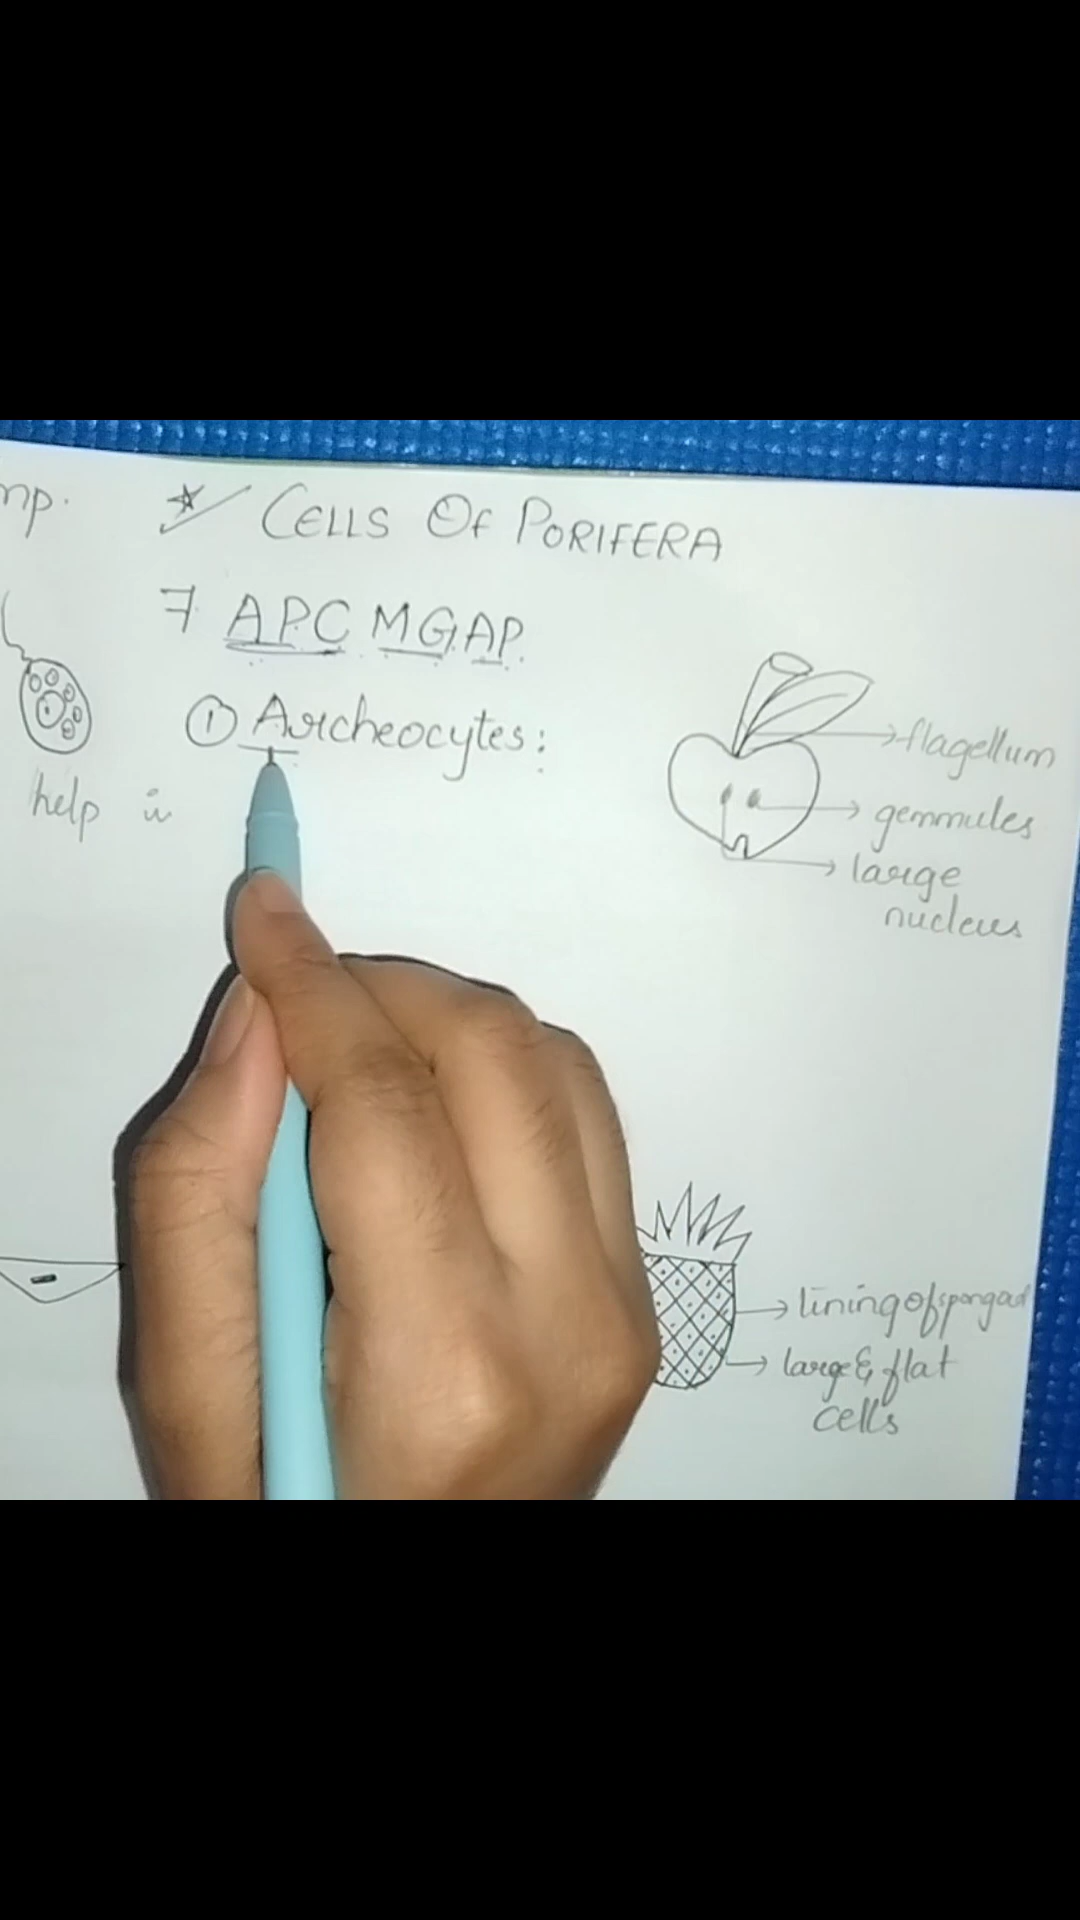 mp.
☆ CELLS OF PORIFERA
7 APC MGAP.
① Archeocytes:
help in
flagellum
gemmules
large
nucleus
lining of
large & flat
cells